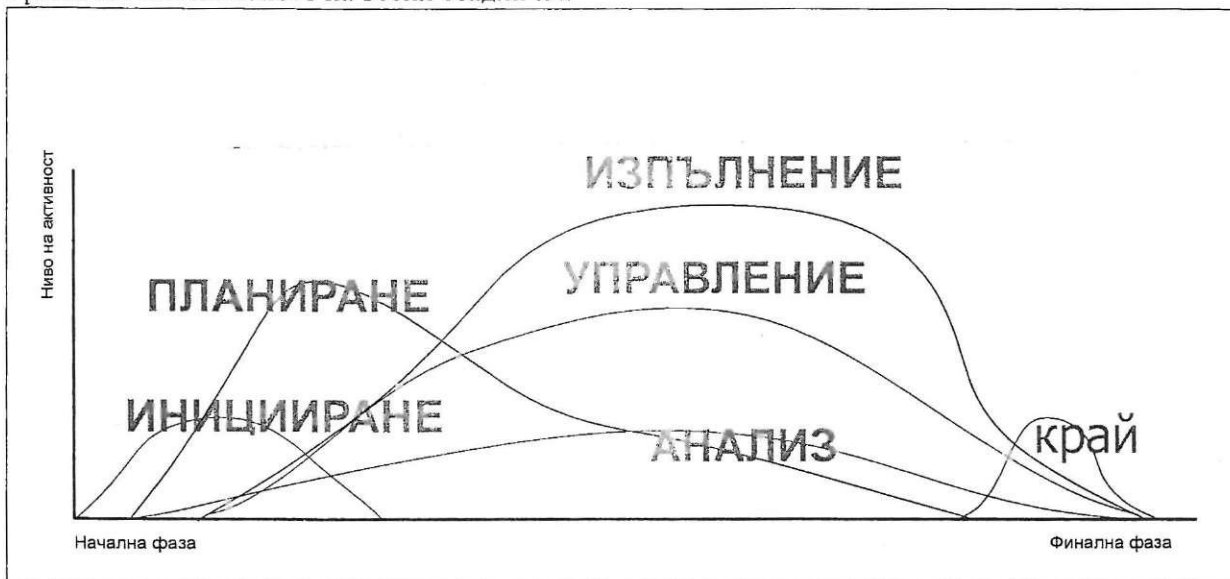 Ниво на активност
ИЗПЪЛНЕНИЕ
УПРАВЛЕНИЕ
ПЛАНИРАНЕ
ИНИЦИИРАНЕ
АНАЛИЗ
край
Начална фаза
Финална фаза